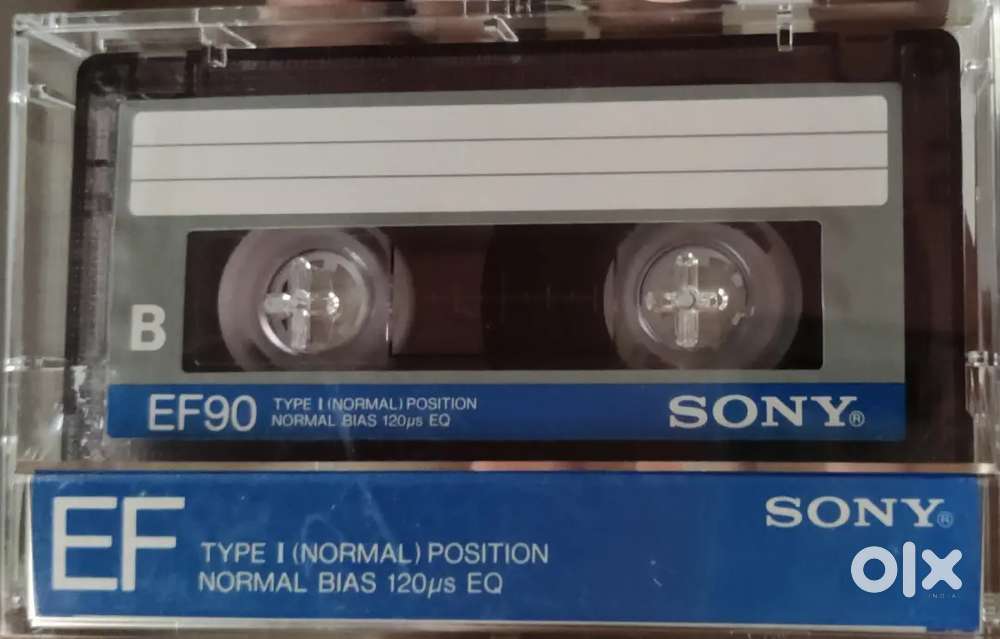 B
EF90
TYPE I (NORMAL) POSITION
NORMAL BIAS 120µs EQ
SONY®
EF
TYPE I (NORMAL) POSITION
NORMAL BIAS 120µs EQ
SONY®
olx
INDIA